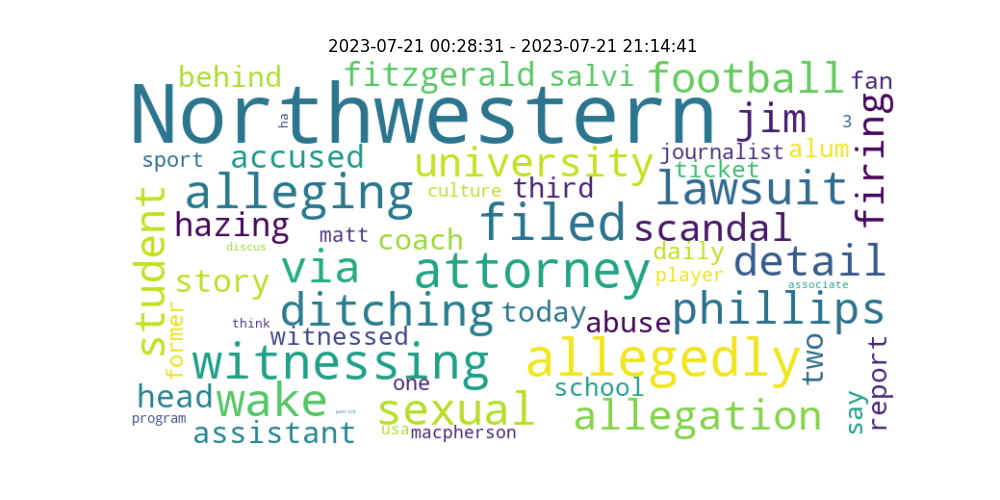 2023-07-21 00:28:31 - 2023-07-21 21:14:41
behind fitzgerald salvi football fan
Northwestern ha jim 3 firing
sport accused university journalist alum
ticket
alleging culture third lawsuit
student hazing matt coach filed scandal
discus via attorney daily detail
story player associate
ditching today abuse phillips
former think witnessed
witnessing allegedly two report
head wake one school
program patrick sexual allegation say
assistant usa macpherson